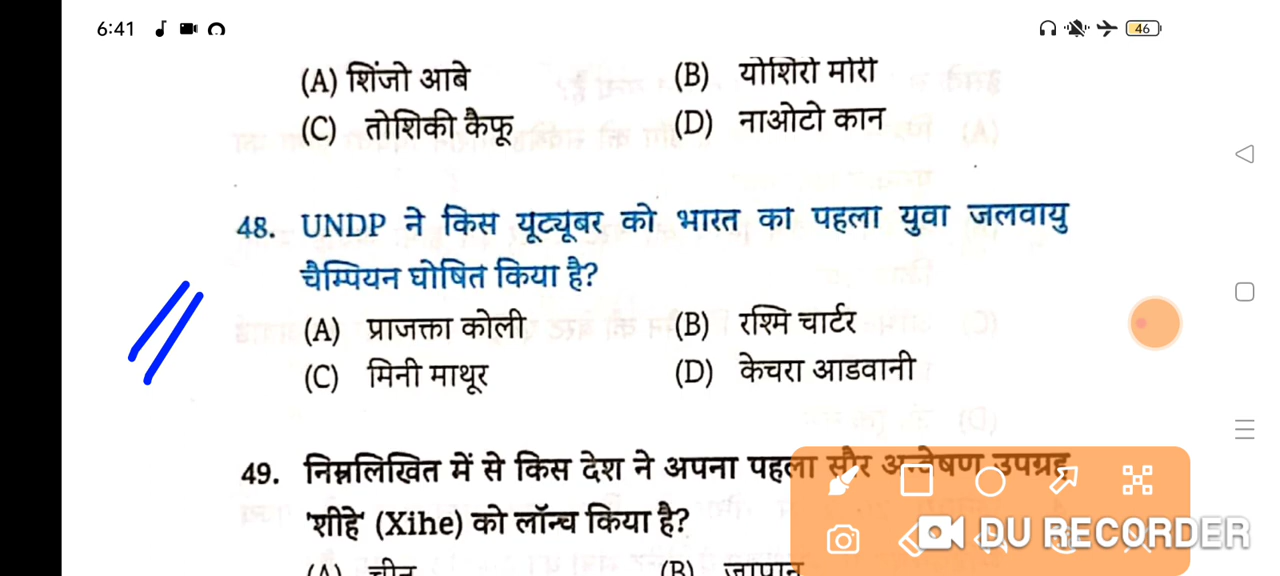 6:41
46
(A) शिंजो आबे (B) योशिरो मोरी
(C) तोशिकी कैफू (D) नाओटो कान
48. UNDP ने किस यूट्यूबर को भारत का पहला युवा जलवायु
चैम्पियन घोषित किया है?
(A) प्राजक्ता कोली (B) रश्मि चार्टर
(C) मिनी माथूर (D) केचरा आडवानी
49. निम्नलिखित में से किस देश ने अपना पहला सौर अन्वेषण उपग्रह
'शीहे' (Xihe) को लॉन्च किया है?
DU RECORDER
(A) चीन (B) जापान